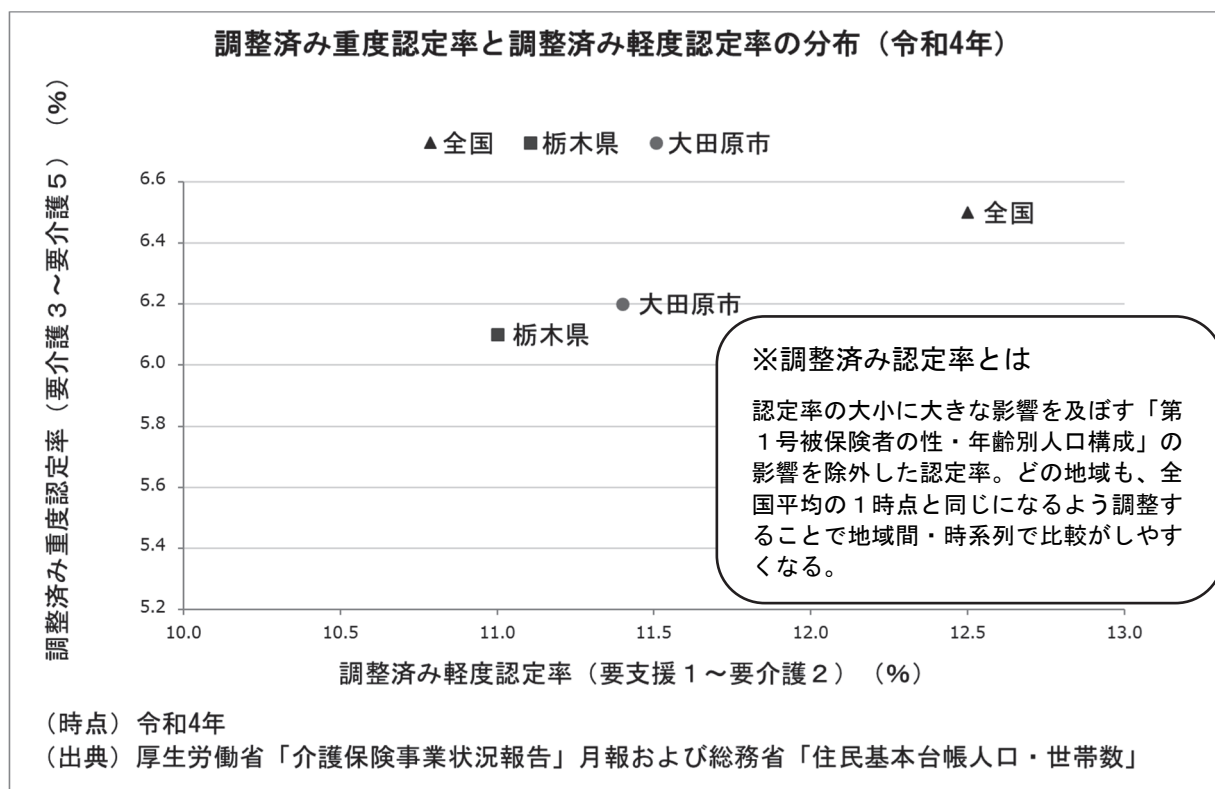 調整済み重度認定率と調整済み軽度認定率の分布（令和4年）
▲全国 ■栃木県 ●大田原市
調整済み重度認定率（要介護３～要介護５）（%）
6.6
6.4
6.2
6.0
5.8
5.6
5.4
5.2
▲ 全国
● 大田原市
■ 栃木県
※調整済み認定率とは
認定率の大小に大きな影響を及ぼす「第
１号被保険者の性・年齢別人口構成」の
影響を除外した認定率。どの地域も、全
国平均の１時点と同じになるよう調整す
ることで地域間・時系列で比較がしやす
くなる。
10.0 10.5 11.0 11.5 12.0 12.5 13.0
調整済み軽度認定率（要支援１～要介護２）（%）
（時点）令和4年
（出典）厚生労働省「介護保険事業状況報告」月報および総務省「住民基本台帳人口・世帯数」